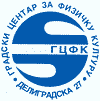 ГРАДСКИ ЦЕНТАР ЗА ФИЗИЧКУ КУЛТУРУ
ГЦФК
ДЕЛИГРАДСКА 27